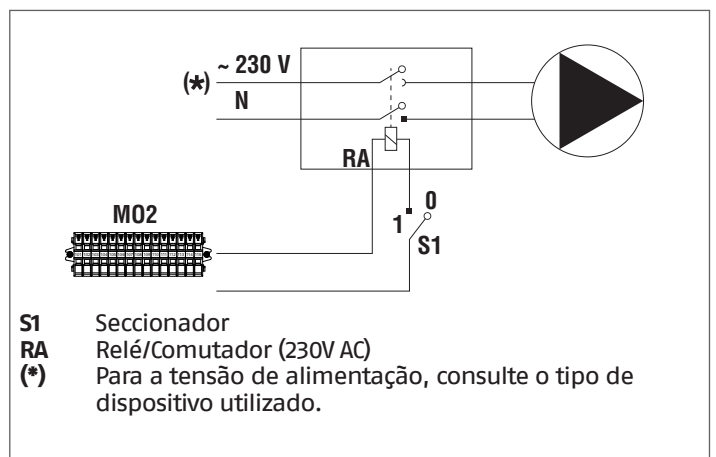 ~ 230 V
(*)
N
RA
MO2
0
1
S1
S1 Seccionador
RA Relé/Comutador (230V AC)
(*) Para a tensão de alimentação, consulte o tipo de
dispositivo utilizado.